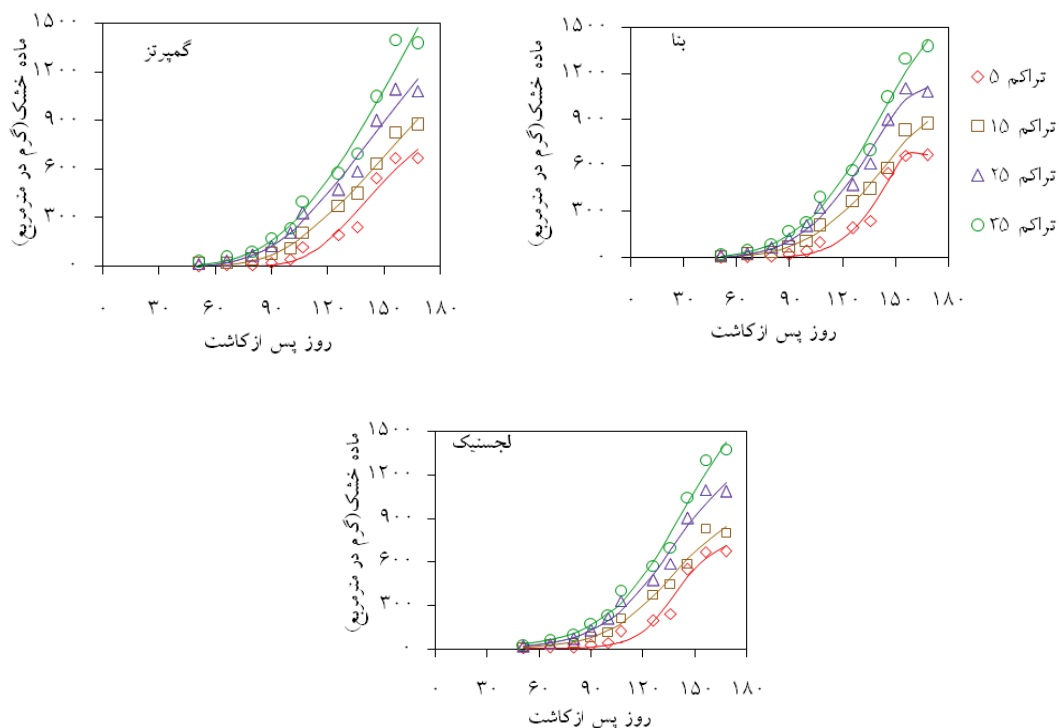 گمپرتز
ماده خشک(گرم در مترمربع)
۱۵۰۰
۱۲۰۰
۹۰۰
۶۰۰
۳۰۰
۰
۰ ۳۰ ۶۰ ۹۰ ۱۲۰ ۱۵۰ ۱۸۰
روز پس ازکاشت
بتا
ماده خشک(گرم در مترمربع)
۱۵۰۰
۱۲۰۰
۹۰۰
۶۰۰
۳۰۰
۰
۰ ۳۰ ۶۰ ۹۰ ۱۲۰ ۱۵۰ ۱۸۰
روز پس ازکاشت
تراکم ۵
تراکم ۱۵
تراکم ۲۵
تراکم ۳۵
لجستیک
ماده خشک(گرم در مترمربع)
۱۵۰۰
۱۲۰۰
۹۰۰
۶۰۰
۳۰۰
۰
۰ ۳۰ ۶۰ ۹۰ ۱۲۰ ۱۵۰ ۱۸۰
روز پس ازکاشت